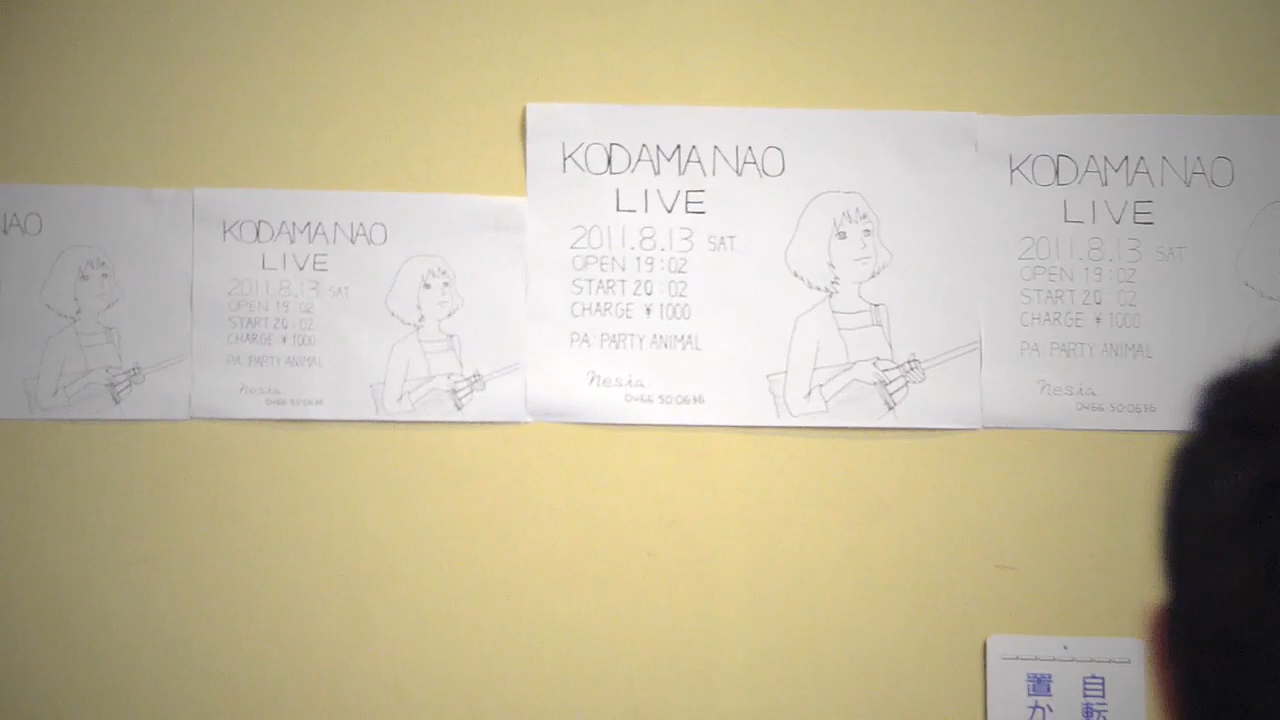 NAO
KODAMA NAO
LIVE
2011.8.13 SAT
OPEN 19:02
START 20:02
CHARGE ¥1000
PA: PARTY ANIMAL
Nesia
KODAMA NAO
LIVE
2011.8.13 SAT
OPEN 19:02
START 20:02
CHARGE ¥1000
PA: PARTY ANIMAL
Nesia
0466 50 0636
KODAMA NAO
LIVE
2011.8.13 SAT
OPEN 19:02
START 20:02
CHARGE ¥1000
PA: PARTY ANIMAL
Nesia
0466 50 0636
自転
置か